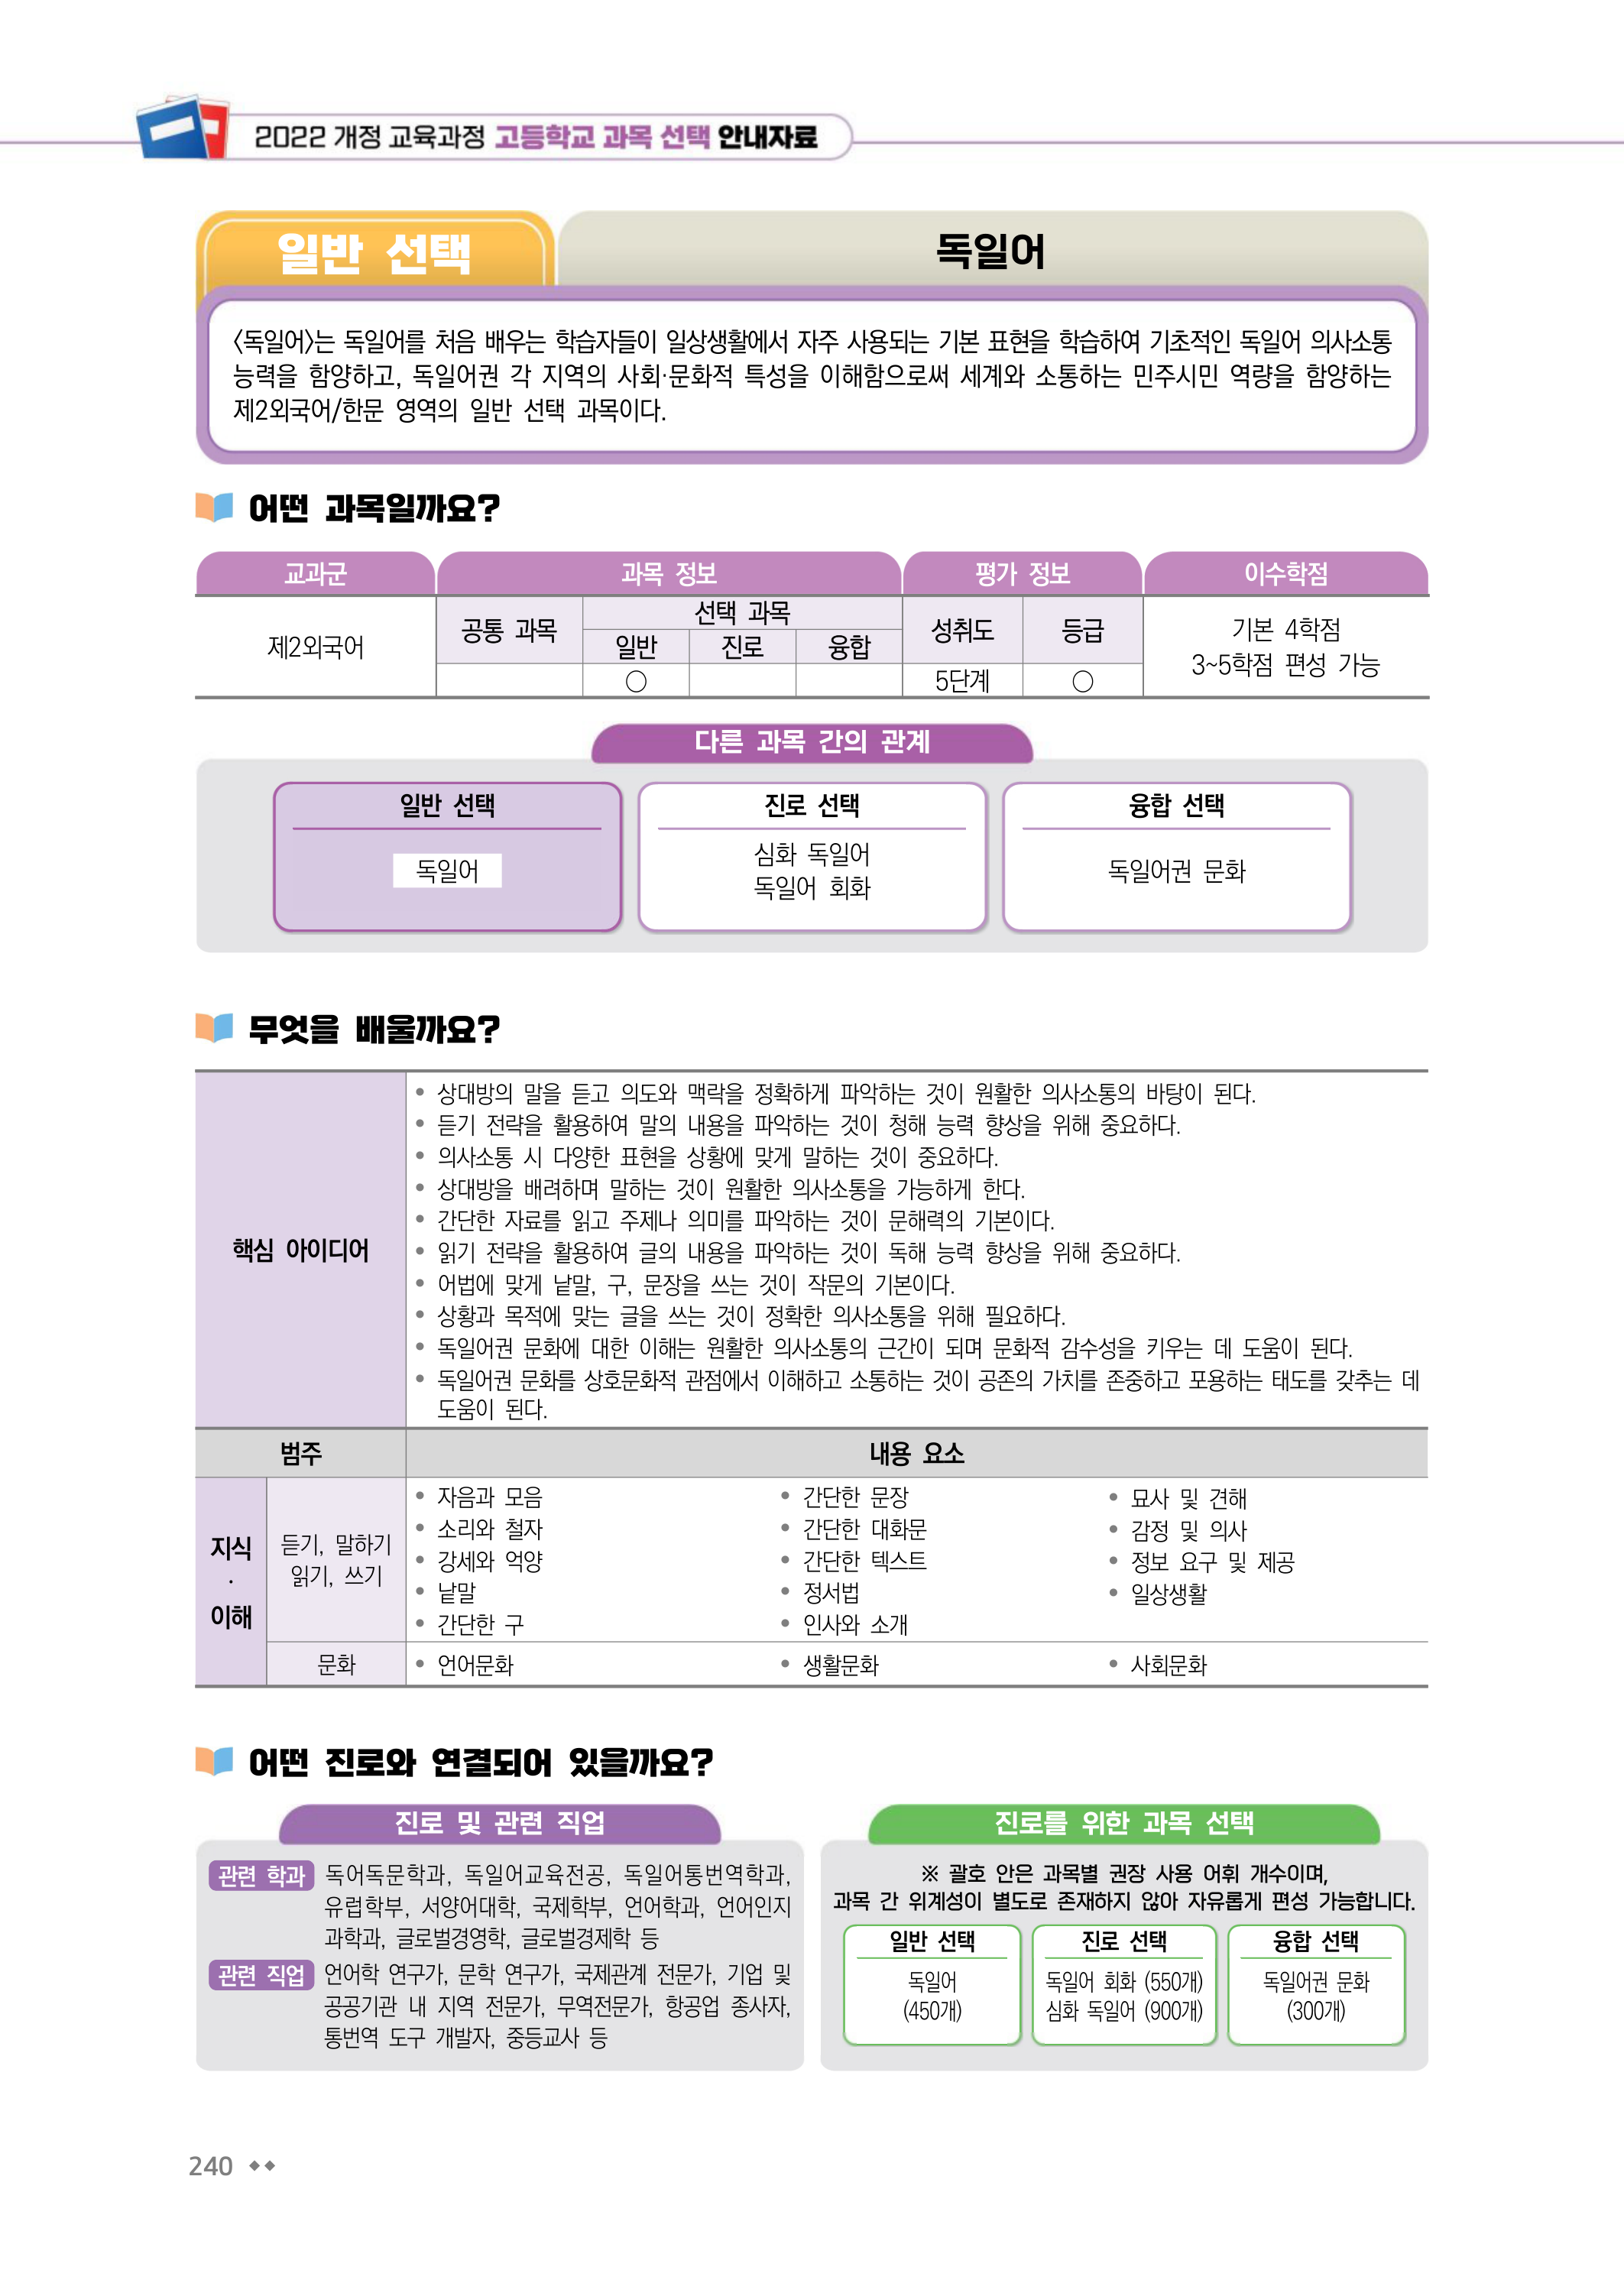 2022 개정 교육과정 고등학교 과목 선택 안내자료
일반 선택
독일어
〈독일어〉는 독일어를 처음 배우는 학습자들이 일상생활에서 자주 사용되는 기본 표현을 학습하여 기초적인 독일어 의사소통
능력을 함양하고, 독일어권 각 지역의 사회·문화적 특성을 이해함으로써 세계와 소통하는 민주시민 역량을 함양하는
제2외국어/한문 영역의 일반 선택 과목이다.
어떤 과목일까요?
교과군 과목 정보 평가 정보 이수학점
제2외국어
공통 과목
선택 과목
일반 진로 융합
○
성취도 등급
5단계 ○
기본 4학점
3~5학점 편성 가능
다른 과목 간의 관계
일반 선택
독일어
진로 선택
심화 독일어
독일어 회화
융합 선택
독일어권 문화
무엇을 배울까요?
핵심 아이디어
• 상대방의 말을 듣고 의도와 맥락을 정확하게 파악하는 것이 원활한 의사소통의 바탕이 된다.
• 듣기 전략을 활용하여 말의 내용을 파악하는 것이 청해 능력 향상을 위해 중요하다.
• 의사소통 시 다양한 표현을 상황에 맞게 말하는 것이 중요하다.
• 상대방을 배려하며 말하는 것이 원활한 의사소통을 가능하게 한다.
• 간단한 자료를 읽고 주제나 의미를 파악하는 것이 문해력의 기본이다.
• 읽기 전략을 활용하여 글의 내용을 파악하는 것이 독해 능력 향상을 위해 중요하다.
• 어법에 맞게 낱말, 구, 문장을 쓰는 것이 작문의 기본이다.
• 상황과 목적에 맞는 글을 쓰는 것이 정확한 의사소통을 위해 필요하다.
• 독일어권 문화에 대한 이해는 원활한 의사소통의 근간이 되며 문화적 감수성을 키우는 데 도움이 된다.
• 독일어권 문화를 상호문화적 관점에서 이해하고 소통하는 것이 공존의 가치를 존중하고 포용하는 태도를 갖추는 데
도움이 된다.
범주 내용 요소
지식
·
이해
듣기, 말하기
읽기, 쓰기
• 자음과 모음
• 소리와 철자
• 강세와 억양
• 낱말
• 간단한 구
• 간단한 문장
• 간단한 대화문
• 간단한 텍스트
• 정서법
• 인사와 소개
• 묘사 및 견해
• 감정 및 의사
• 정보 요구 및 제공
• 일상생활
문화 • 언어문화 • 생활문화 • 사회문화
어떤 진로와 연결되어 있을까요?
진로 및 관련 직업
관련 학과 독어독문학과, 독일어교육전공, 독일어통번역학과,
유럽학부, 서양어대학, 국제학부, 언어학과, 언어인지
과학과, 글로벌경영학, 글로벌경제학 등
관련 직업 언어학 연구가, 문학 연구가, 국제관계 전문가, 기업 및
공공기관 내 지역 전문가, 무역전문가, 항공업 종사자,
통번역 도구 개발자, 중등교사 등
진로를 위한 과목 선택
※ 괄호 안은 과목별 권장 사용 어휘 개수이며,
과목 간 위계성이 별도로 존재하지 않아 자유롭게 편성 가능합니다.
일반 선택
독일어
(450개)
진로 선택
독일어 회화 (550개)
심화 독일어 (900개)
융합 선택
독일어권 문화
(300개)
240 ◆◆